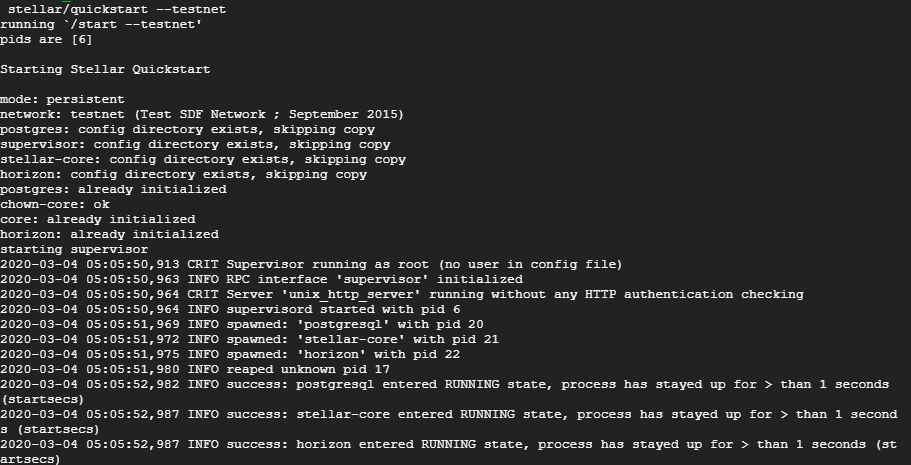 stellar/quickstart --testnet
running `/start --testnet'
pids are [6]
Starting Stellar Quickstart
mode: persistent
network: testnet (Test SDF Network ; September 2015)
postgres: config directory exists, skipping copy
supervisor: config directory exists, skipping copy
stellar-core: config directory exists, skipping copy
horizon: config directory exists, skipping copy
postgres: already initialized
chown-core: ok
core: already initialized
horizon: already initialized
starting supervisor
2020-03-04 05:05:50,913 CRIT Supervisor running as root (no user in config file)
2020-03-04 05:05:50,963 INFO RPC interface 'supervisor' initialized
2020-03-04 05:05:50,964 CRIT Server 'unix_http_server' running without any HTTP authentication checking
2020-03-04 05:05:50,964 INFO supervisord started with pid 6
2020-03-04 05:05:51,969 INFO spawned: 'postgresql' with pid 20
2020-03-04 05:05:51,972 INFO spawned: 'stellar-core' with pid 21
2020-03-04 05:05:51,975 INFO spawned: 'horizon' with pid 22
2020-03-04 05:05:51,980 INFO reaped unknown pid 17
2020-03-04 05:05:52,982 INFO success: postgresql entered RUNNING state, process has stayed up for > than 1 seconds
(startsecs)
2020-03-04 05:05:52,987 INFO success: stellar-core entered RUNNING state, process has stayed up for > than 1 second
s (startsecs)
2020-03-04 05:05:52,987 INFO success: horizon entered RUNNING state, process has stayed up for > than 1 seconds (st
artsecs)